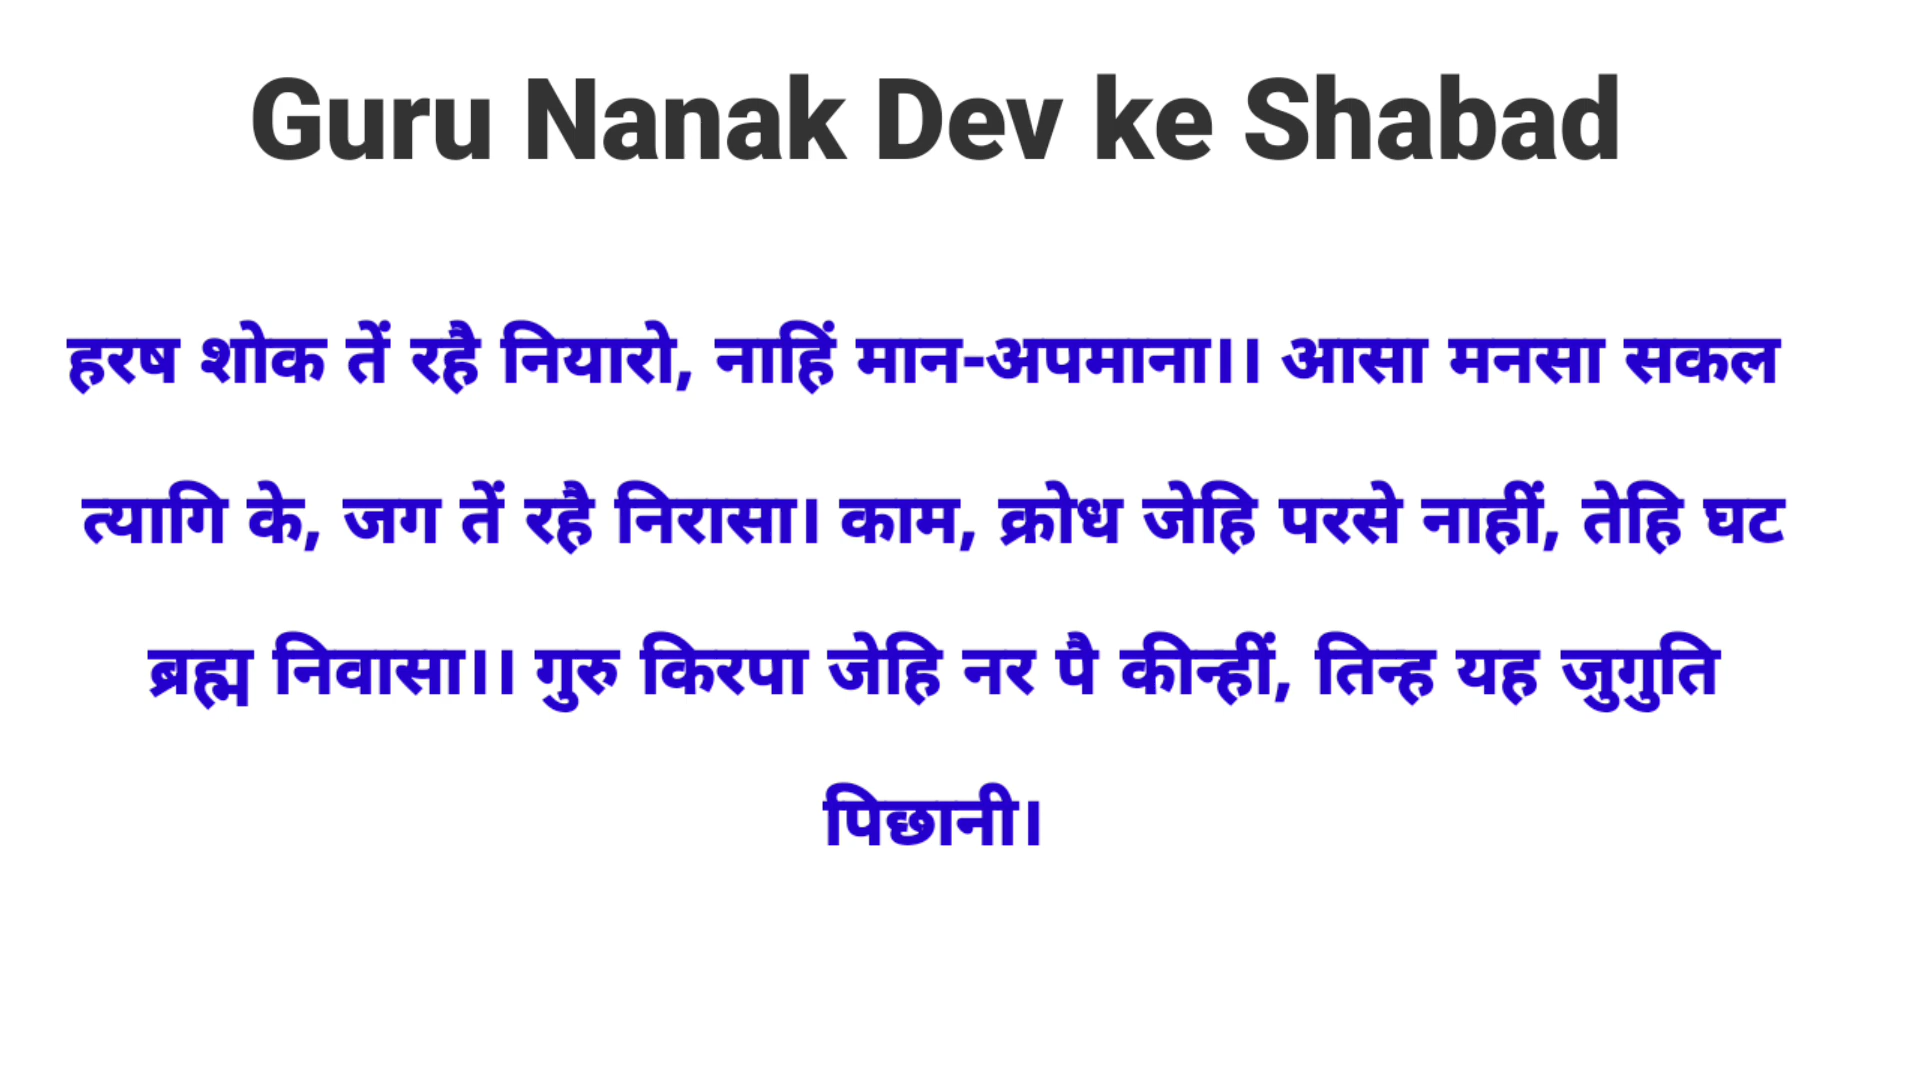 Guru Nanak Dev ke Shabad
हरष शोक तें रहै नियारो, नाहिं मान-अपमाना।। आसा मनसा सकल
त्यागि के, जग तें रहै निरासा। काम, क्रोध जेहि परसे नाहीं, तेहि घट
ब्रह्म निवासा।। गुरु किरपा जेहि नर पै कीन्हीं, तिन्ह यह जुगुति
पिछानी।